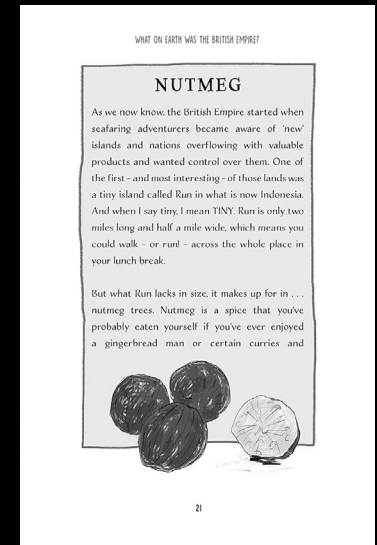 WHAT ON EARTH WAS THE BRITISH EMPIRE?
NUTMEG
As we now know, the British Empire started when
seafaring adventurers became aware of ‘new’
islands and nations overflowing with valuable
products and wanted control over them. One of
the first – and most interesting – of those lands was
a tiny island called Run in what is now Indonesia.
And when I say tiny, I mean TINY. Run is only two
miles long and half a mile wide, which means you
could walk – or run! – across the whole place in
your lunch break.
But what Run lacks in size, it makes up for in . . .
nutmeg trees. Nutmeg is a spice that you’ve
probably eaten yourself if you’ve ever enjoyed
a gingerbread man or certain curries and
21